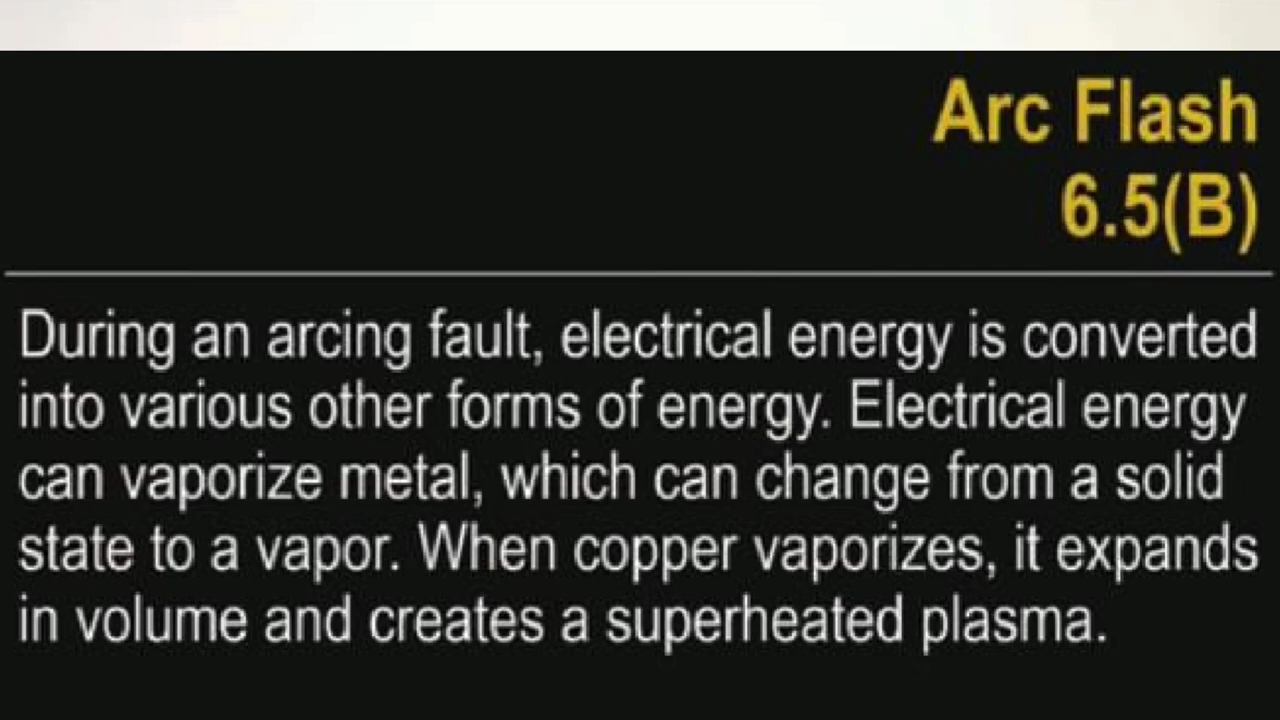 Arc Flash
6.5(B)
During an arcing fault, electrical energy is converted
into various other forms of energy. Electrical energy
can vaporize metal, which can change from a solid
state to a vapor. When copper vaporizes, it expands
in volume and creates a superheated plasma.